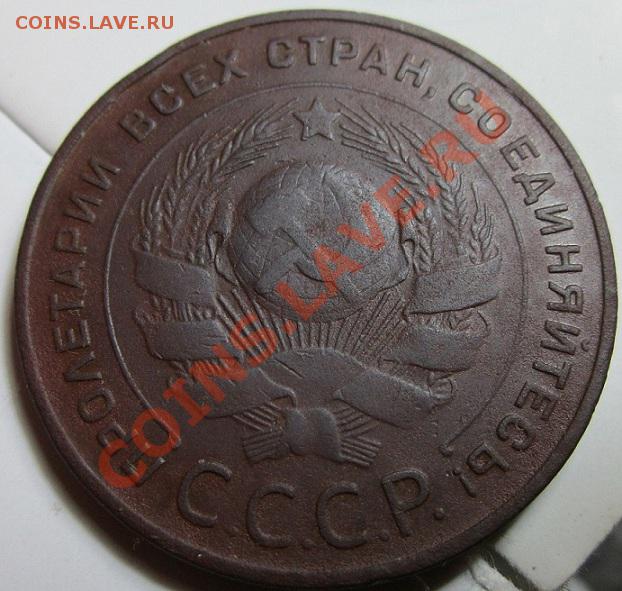 COINS.LAVE.RU
ПРОЛЕТАРИИ ВСЕХ СТРАН, СОЕДИНЯЙТЕСЬ!
С.С.С.Р.
COINS.LAVE.RU